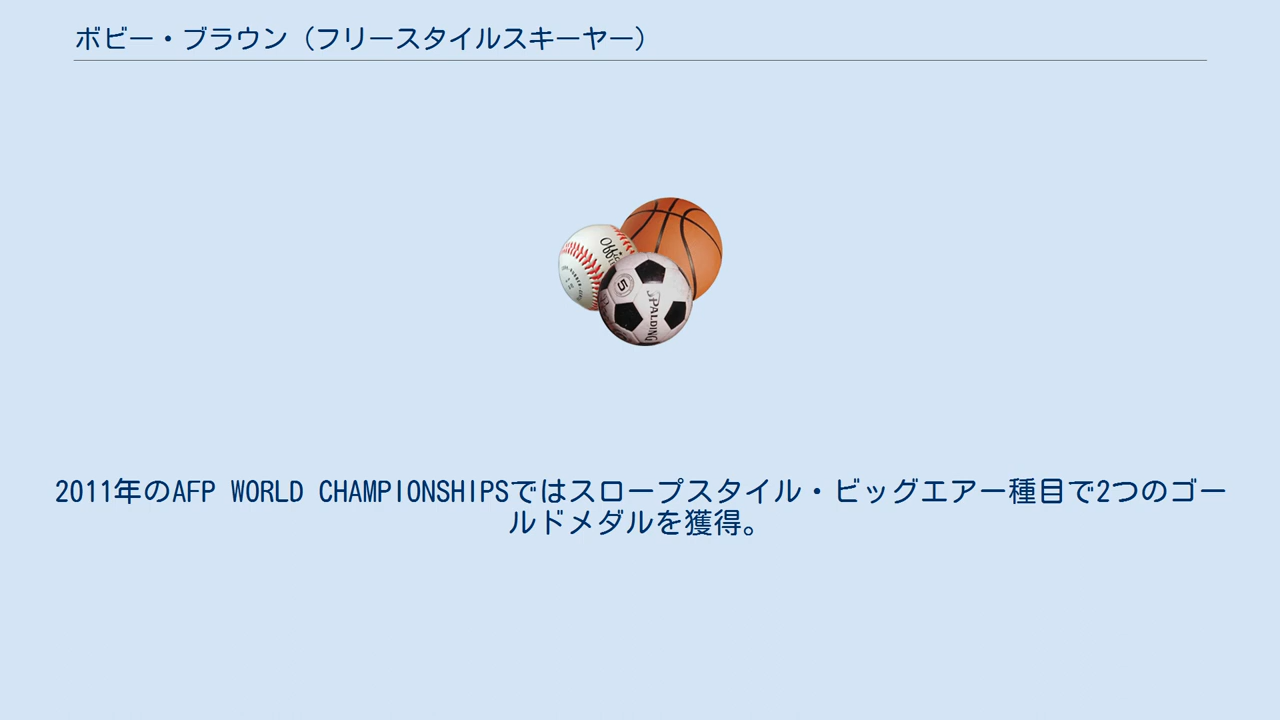 ボビー・ブラウン（フリースタイルスキーヤー）
SPALDING
5
2011年のAFP WORLD CHAMPIONSHIPSではスロープスタイル・ビッグエアー種目で2つのゴー
ルドメダルを獲得。